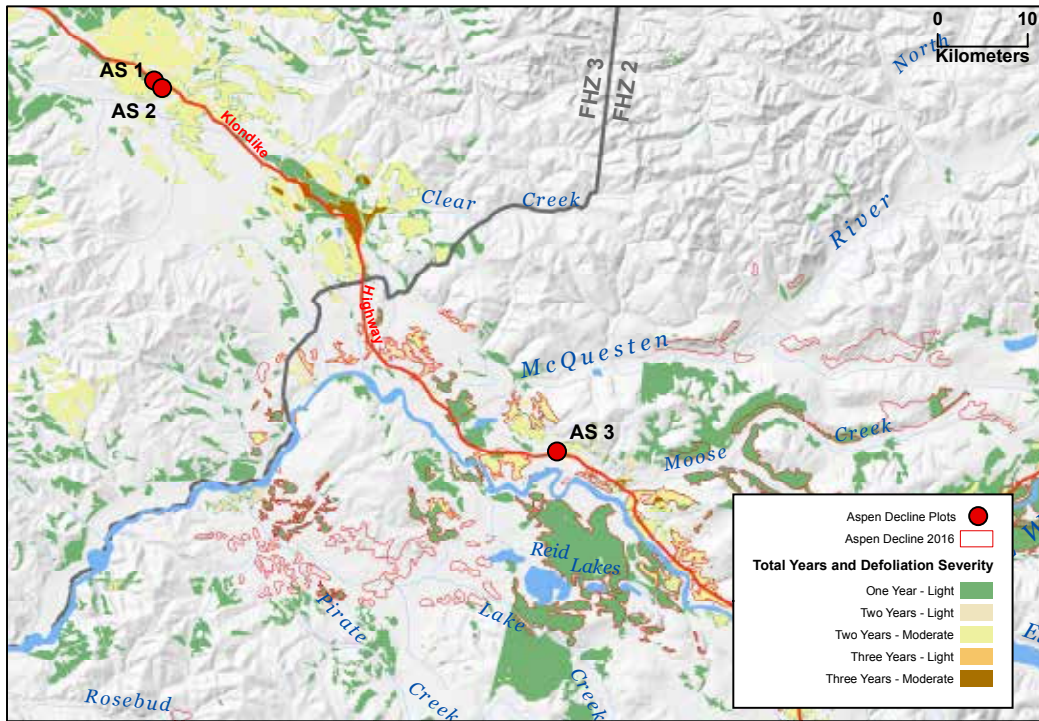 0 10
Kilometers
North
FHZ 3
FHZ 2
AS 1
AS 2
Klondike
Clear Creek
River
Highway
McQuesten
AS 3
Moose Creek
Reid
Lakes
Pirate
Creek
Lake
Creek
Rosebud
Aspen Decline Plots
Aspen Decline 2016
Total Years and Defoliation Severity
One Year - Light
Two Years - Light
Two Years - Moderate
Three Years - Light
Three Years - Moderate